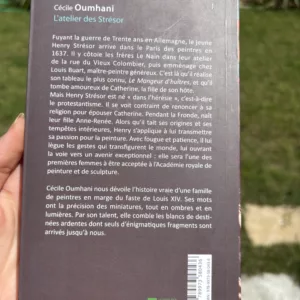 Cécile Oumhani
L'atelier des Strésor
Fuyant la guerre de Trente ans en Allemagne, le jeune
Henry Strésor arrive dans le Paris des peintres en
1637. Il y côtoie les frères Le Nain dans leur atelier
de la rue du Vieux Colombier, puis emménage chez
Louis Buart, maître-peintre généreux. C'est là qu'il réalise
son tableau le plus connu, Le Mangeur d'huîtres, et qu'il
tombe amoureux de Catherine, la fille de son hôte.
Mais Henry Strésor est né « dans l'hérésie », c'est-à-dire
le protestantisme. Il se voit contraint de renoncer à sa
religion pour épouser Catherine. Pendant la Fronde, naît
leur fille Anne-Renée. Alors qu'il tait ses origines et ses
tempêtes intérieures, Henry s'applique à lui transmettre
sa passion pour la peinture. Avec fougue et patience, il lui
lègue les gestes qui transfigurent le monde, lui ouvrant
la voie vers un avenir exceptionnel ; elle sera l'une des
premières femmes à être acceptée à l'Académie royale de
peinture et de sculpture.
Cécile Oumhani nous dévoile l'histoire vraie d'une famille
de peintres en marge du faste de Louis XIV. Ses mots
ont la précision des miniatures, tout en ombres et en
lumières. Par son talent, elle comble les blancs de desti-
nées ardentes dont seuls d'énigmatiques fragments sont
arrivés jusqu'à nous.